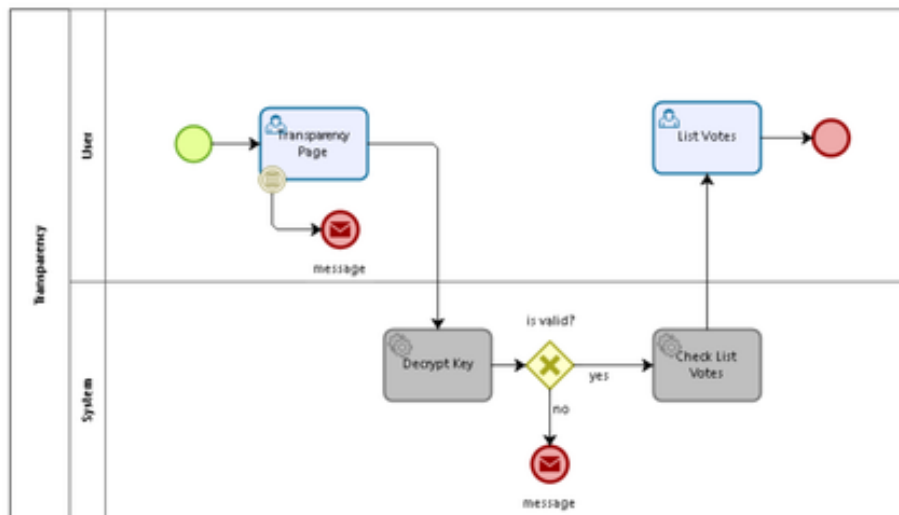 Transparency
User
Transparency
Page
message
List Votes
System
Decrypt Key
is valid?
yes
no
message
Check List
Votes